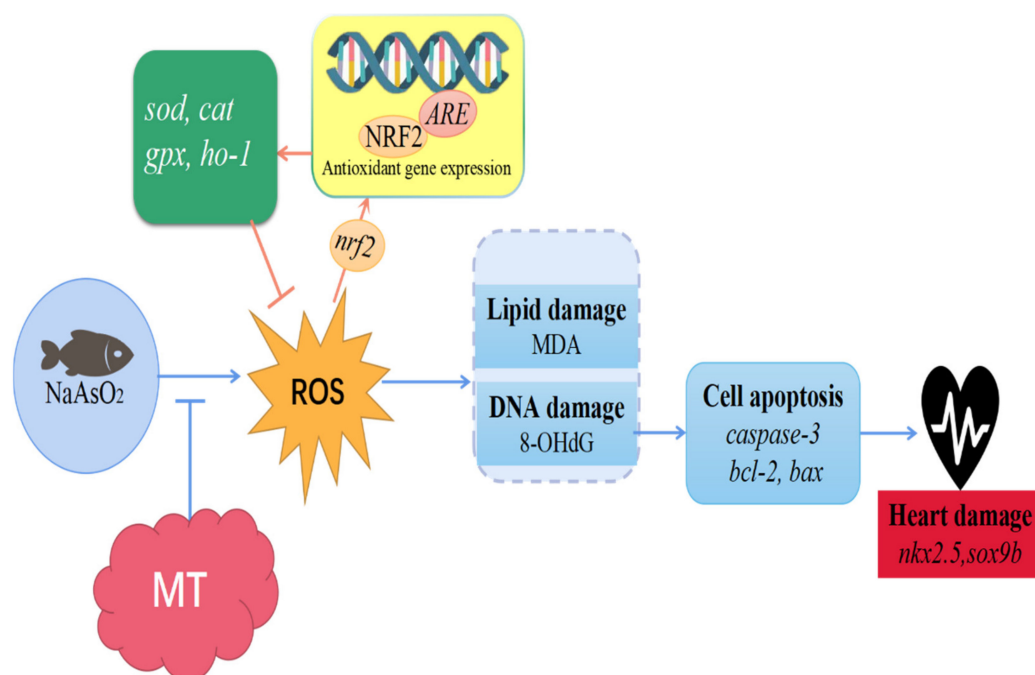 sod, cat
gpx, ho-1
ARE
NRF2
Antioxidant gene expression
nrf2
NaAsO2
ROS
MT
Lipid damage
MDA
DNA damage
8-OHdG
Cell apoptosis
caspase-3
bcl-2, bax
Heart damage
nkx2.5,sox9b